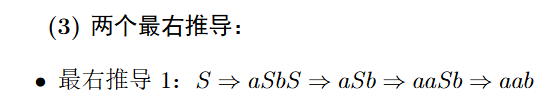 (3) 两个最右推导：
• 最右推导 1：S ⇒ aSbS ⇒ aSb ⇒ aaSb ⇒ aab